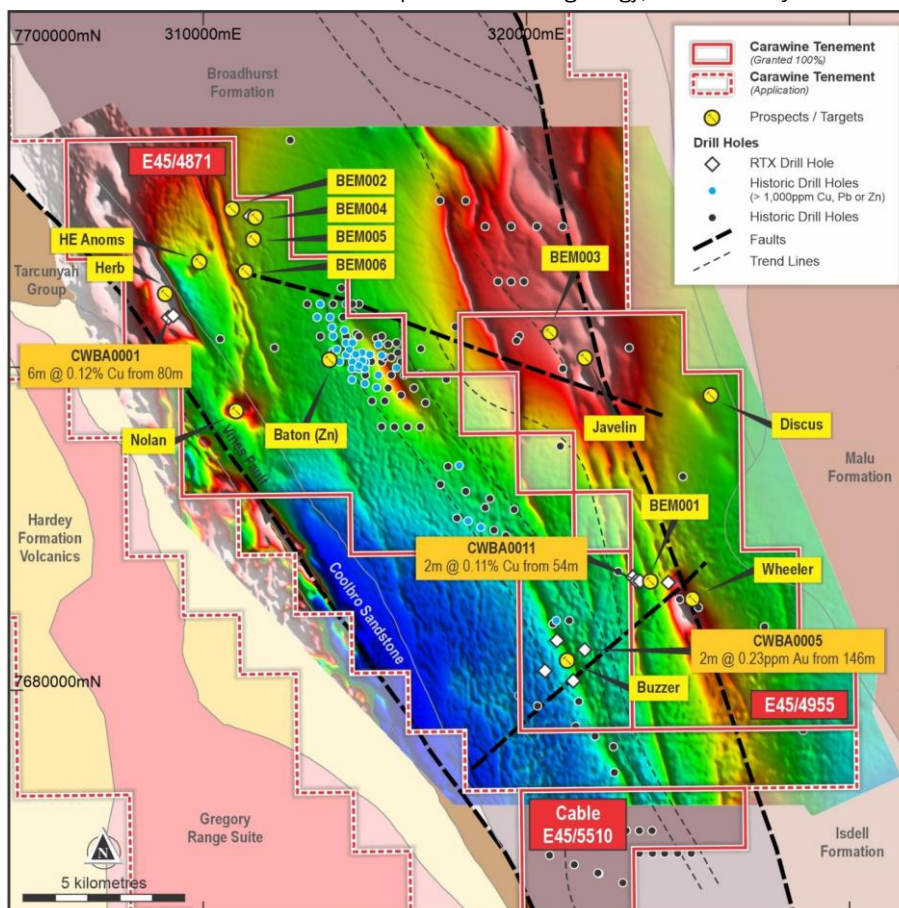 7700000mN
310000mE
320000mE
Broadhurst
Formation
Carawine Tenement
(Granted 100%)
Carawine Tenement
(Application)
Prospects / Targets
Drill Holes
RTX Drill Hole
Historic Drill Holes
(> 1,000ppm Cu, Pb or Zn)
Historic Drill Holes
Faults
Trend Lines
E45/4871
BEM002
BEM004
BEM005
BEM006
HE Anoms
Herb
Tarcunyah
Group
BEM003
CWBA0001
6m @ 0.12% Cu from 80m
Nolan
Baton (Zn)
Javelin
Discus
Vines Fault
Malu
Formation
Hardey
Formation
Volcanics
BEM001
CWBA0011
2m @ 0.11% Cu from 54m
Wheeler
Coolbro Sandstone
CWBA0005
2m @ 0.23ppm Au from 146m
Buzzer
7680000mN
E45/4955
Cable
E45/5510
Gregory
Range Suite
Isdell
Formation
N
5 kilometres